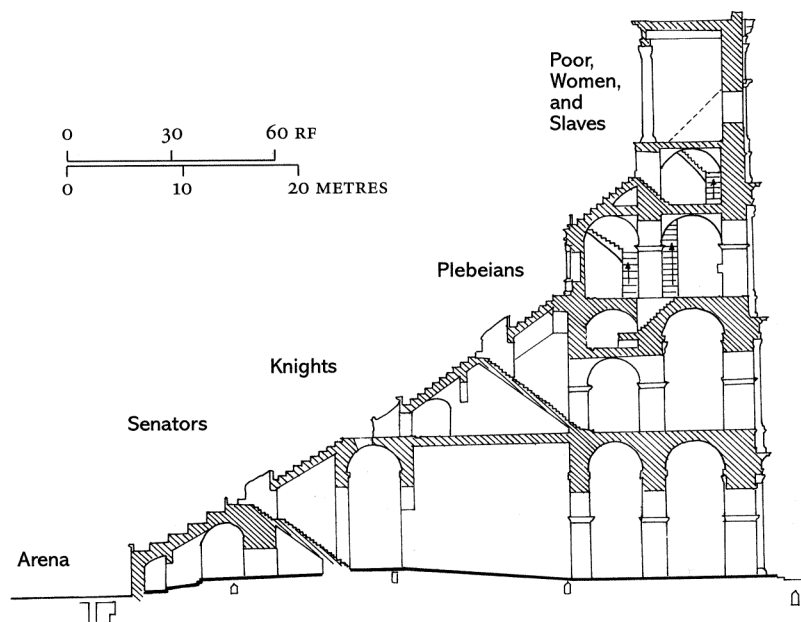 Poor,
Women,
and
Slaves
0 30 60 RF
0 10 20 METRES
Plebeians
Knights
Senators
Arena